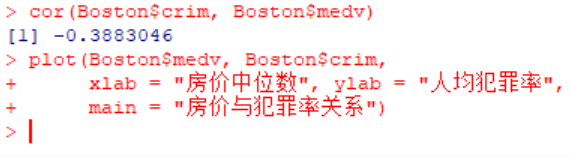 > cor(Boston$crim, Boston$medv)
[1] -0.3883046
> plot(Boston$medv, Boston$crim,
+      xlab = "房价中位数", ylab = "人均犯罪率",
+      main = "房价与犯罪率关系")
>